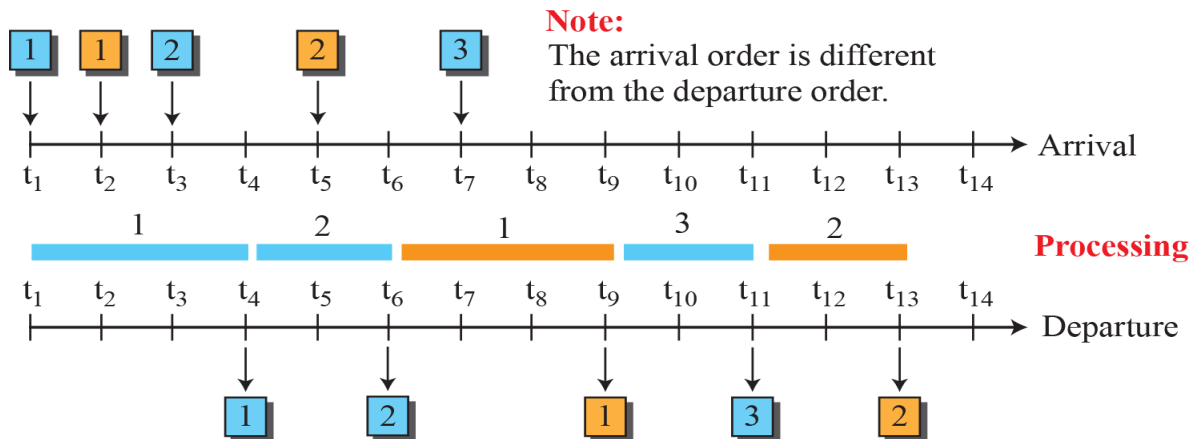 Note:
1 1 2 2 3
The arrival order is different
from the departure order.
Arrival
t₁ t₂ t₃ t₄ t₅ t₆ t₇ t₈ t₉ t₁₀ t₁₁ t₁₂ t₁₃ t₁₄
1 2 1 3 2
Processing
t₁ t₂ t₃ t₄ t₅ t₆ t₇ t₈ t₉ t₁₀ t₁₁ t₁₂ t₁₃ t₁₄
Departure
1 2 1 3 2